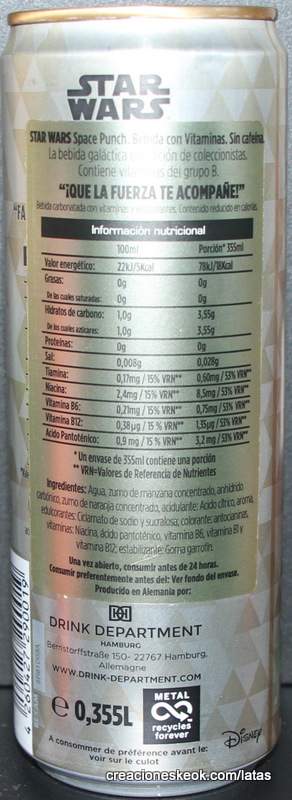 STAR
WARS
STAR WARS Space Punch. Bebida con Vitaminas. Sin cafeína.
La bebida galáctica edición de coleccionistas.
Contiene vitaminas del grupo B.
"¡QUE LA FUERZA TE ACOMPAÑE!"
Bebida carbonatada con vitaminas y edulcorantes. Contenido reducido en calorías.
Información nutricional
100ml Porción* 355ml
Valor energético: 22kJ/5Kcal 78kJ/18Kcal
Grasas: 0g 0g
De las cuales saturadas: 0g 0g
Hidratos de carbono: 1,0g 3,55g
De los cuales azúcares: 1,0g 3,55g
Proteínas: 0g 0g
Sal: 0,008g 0,028g
Tiamina: 0,17mg / 15% VRN** 0,60mg / 53% VRN**
Niacina: 2,4mg / 15% VRN** 8,5mg / 53% VRN**
Vitamina B6: 0,21mg / 15% VRN** 0,75mg / 53% VRN**
Vitamina B12: 0,38µg / 15 % VRN** 1,35µg / 53% VRN**
Acido Pantoténico: 0,9 mg / 15 % VRN** 3,2 mg / 53% VRN**
* Un envase de 355ml contiene una porción
** VRN=Valores de Referencia de Nutrientes
Ingredientes: Agua, zumo de manzana concentrado, anhídrido
carbónico, zumo de naranja concentrado, acidulante: Acido cítrico, aroma,
edulcorantes: Ciclamato de sodio y sucralosa; colorante: antocianinas,
vitaminas: Niacina, ácido pantoténico, vitamina B6, vitamina B1 y
vitamina B12; estabilizante: Goma garrofín.
Una vez abierto, consumir antes de 24 horas.
Consumir preferentemente antes del: Ver fondo del envase.
Producido en Alemania por:
DRINK DEPARTMENT
HAMBURG
Bernstorffstraße 150- 22767 Hamburg,
Allemagne
WWW.DRINK-DEPARTMENT.COM
e 0,355L
METAL
recycles
forever
Disney
A consommer de préférence avant le:
voir sur le culot
creacioneskeok.com/latas